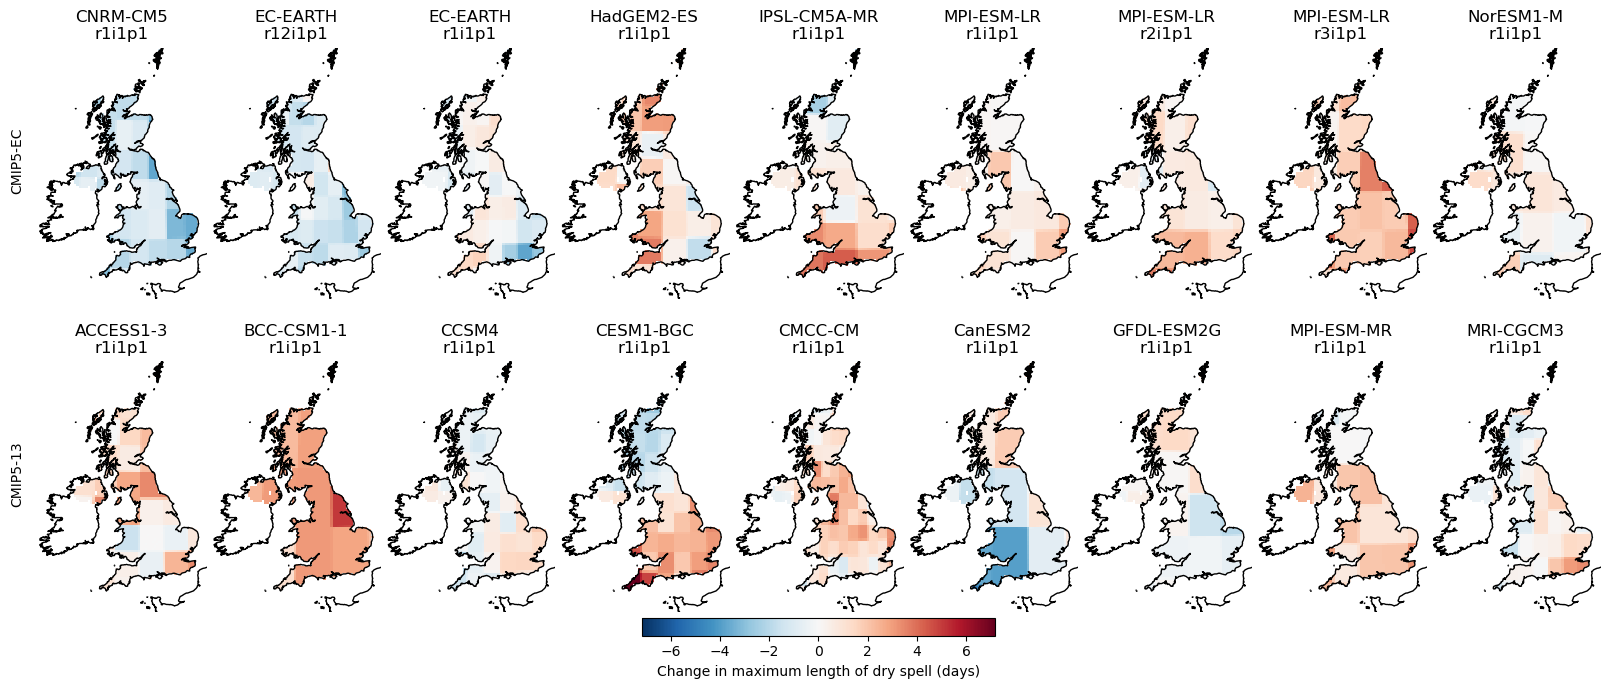 CNRM-CM5 EC-EARTH EC-EARTH HadGEM2-ES IPSL-CM5A-MR MPI-ESM-LR MPI-ESM-LR MPI-ESM-LR NorESM1-M
r1i1p1 r12i1p1 r1i1p1 r1i1p1 r1i1p1 r1i1p1 r2i1p1 r3i1p1 r1i1p1
CMIP5-EC
ACCESS1-3 BCC-CSM1-1 CCSM4 CESM1-BGC CMCC-CM CanESM2 GFDL-ESM2G MPI-ESM-MR MRI-CGCM3
r1i1p1 r1i1p1 r1i1p1 r1i1p1 r1i1p1 r1i1p1 r1i1p1 r1i1p1 r1i1p1
CMIP5-13
−6 −4 −2 0 2 4 6
Change in maximum length of dry spell (days)